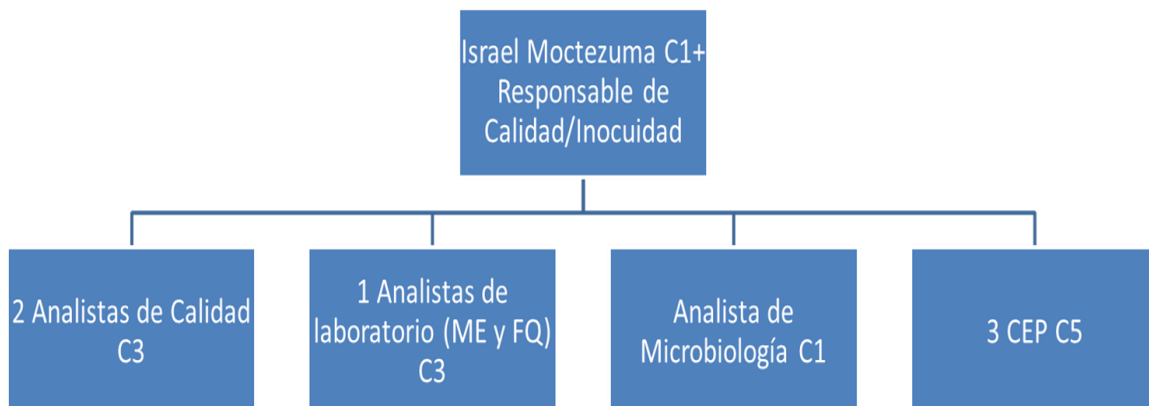 Israel Moctezuma C1+
Responsable de
Calidad/Inocuidad
2 Analistas de Calidad
C3
1 Analistas de
laboratorio (ME y FQ)
C3
Analista de
Microbiología C1
3 CEP C5